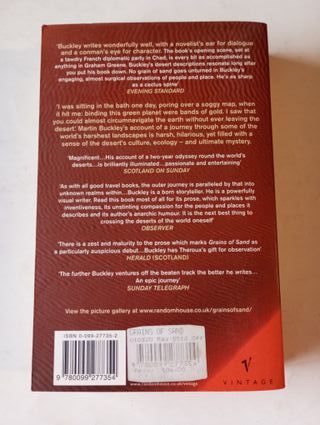 'Buckley writes wonderfully well, with a novelist's ear for dialogue
and a conman's eye for character. The book's opening scene, set at
a tawdry French diplomatic party in Chad, is every bit as accomplished as
anything in Graham Greene. Buckley's desert descriptions resonate long after
you put his book down. No grain of sand goes unturned in Buckley's
engaging, almost surgical observations of people and place. He's as sharp
as a cactus spine'
EVENING STANDARD
'I was sitting in the bath one day, poring over a soggy map, when
it hit me: binding this green planet were bands of gold. I saw that
you could almost circumnavigate the earth without ever leaving the
desert.' Martin Buckley's account of a journey through some of the
world's harshest landscapes is harsh, hilarious, yet filled with a
sense of the desert's culture, ecology – and ultimate mystery.
'Magnificent...His account of a two-year odyssey round the world's
deserts...is brilliantly illuminated...passionate and entertaining'
SCOTLAND ON SUNDAY
'As with all good travel books, the outer journey is paralleled by that into
unknown realms within...Buckley is a born storyteller. He is a powerfully
visual writer. Read this book most of all for its prose, which sparkles with
inventiveness, its unstinting compassion for the people and places it
describes and its author's anarchic humour. It is the next best thing to
crossing the deserts of the world oneself'
OBSERVER
'There is a zest and maturity to the prose which marks Grains of Sand as
a particularly auspicious debut...Buckley has Theroux's gift for observation'
HERALD (SCOTLAND)
'The further Buckley ventures off the beaten track the better he writes...
An epic journey'
SUNDAY TELEGRAPH
View the picture gallery at www.randomhouse.co.uk/grainsofsand/
ISBN 0-099-27735-2
9 780099 277354
GRAINS OF SAND
V
VINTAGE
www.randomhouse.co.uk/vintage